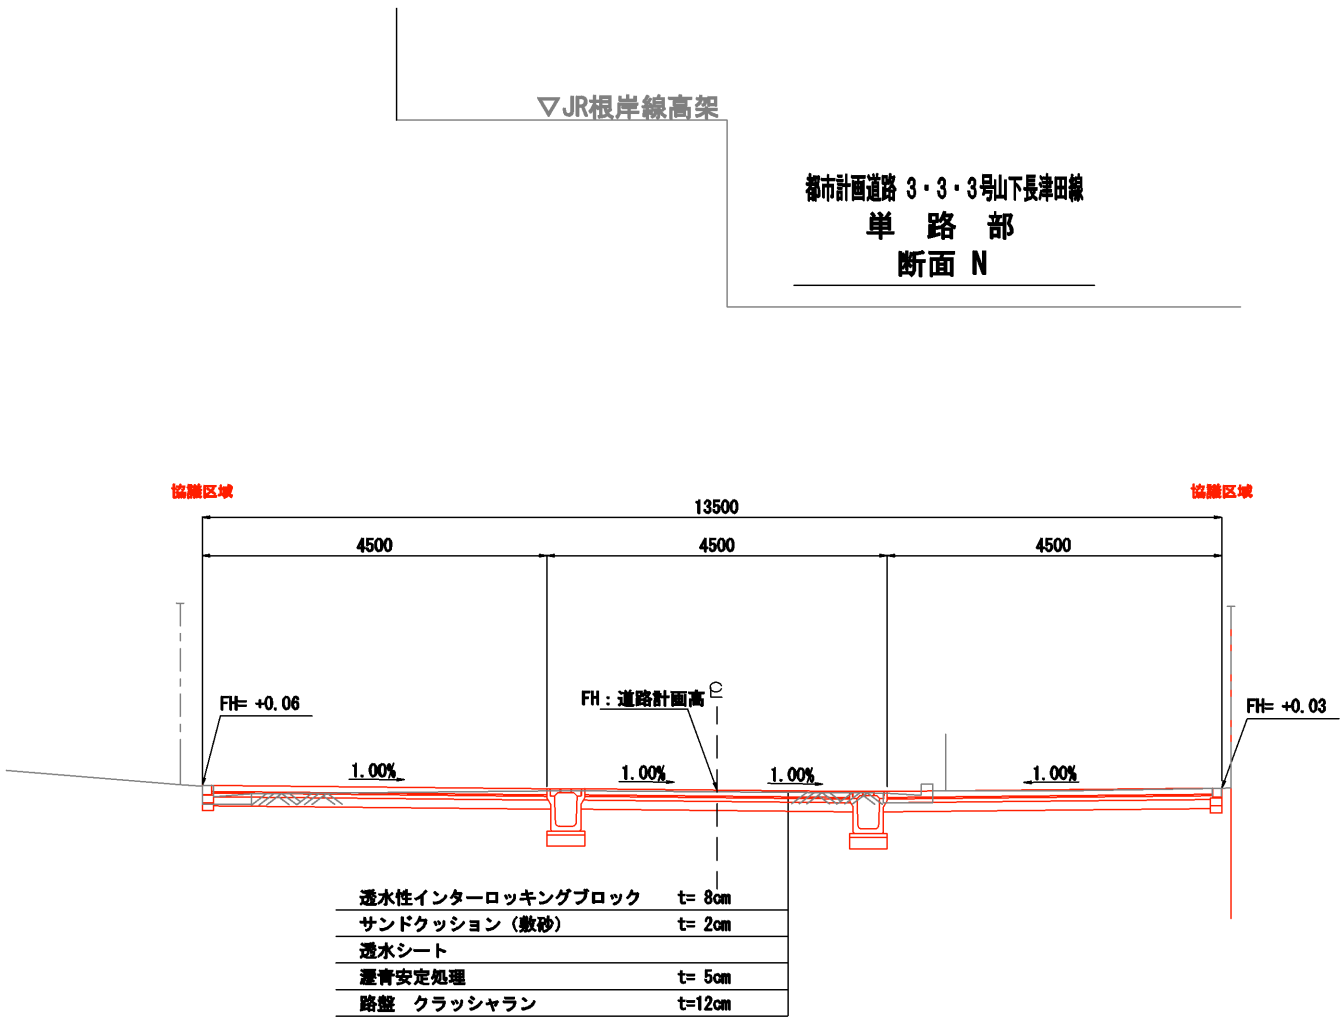 ▽JR根岸線高架
都市計画道路 3・3・3号山下長津田線
単 路 部
断面 N
協議区域
協議区域
13500
4500
4500
4500
FH= +0.06
FH:道路計画高
FH= +0.03
1.00%
1.00%
1.00%
1.00%
透水性インターロッキングブロック t= 8cm
サンドクッション(敷砂) t= 2cm
透水シート
瀝青安定処理 t= 5cm
路盤 クラッシャラン t=12cm